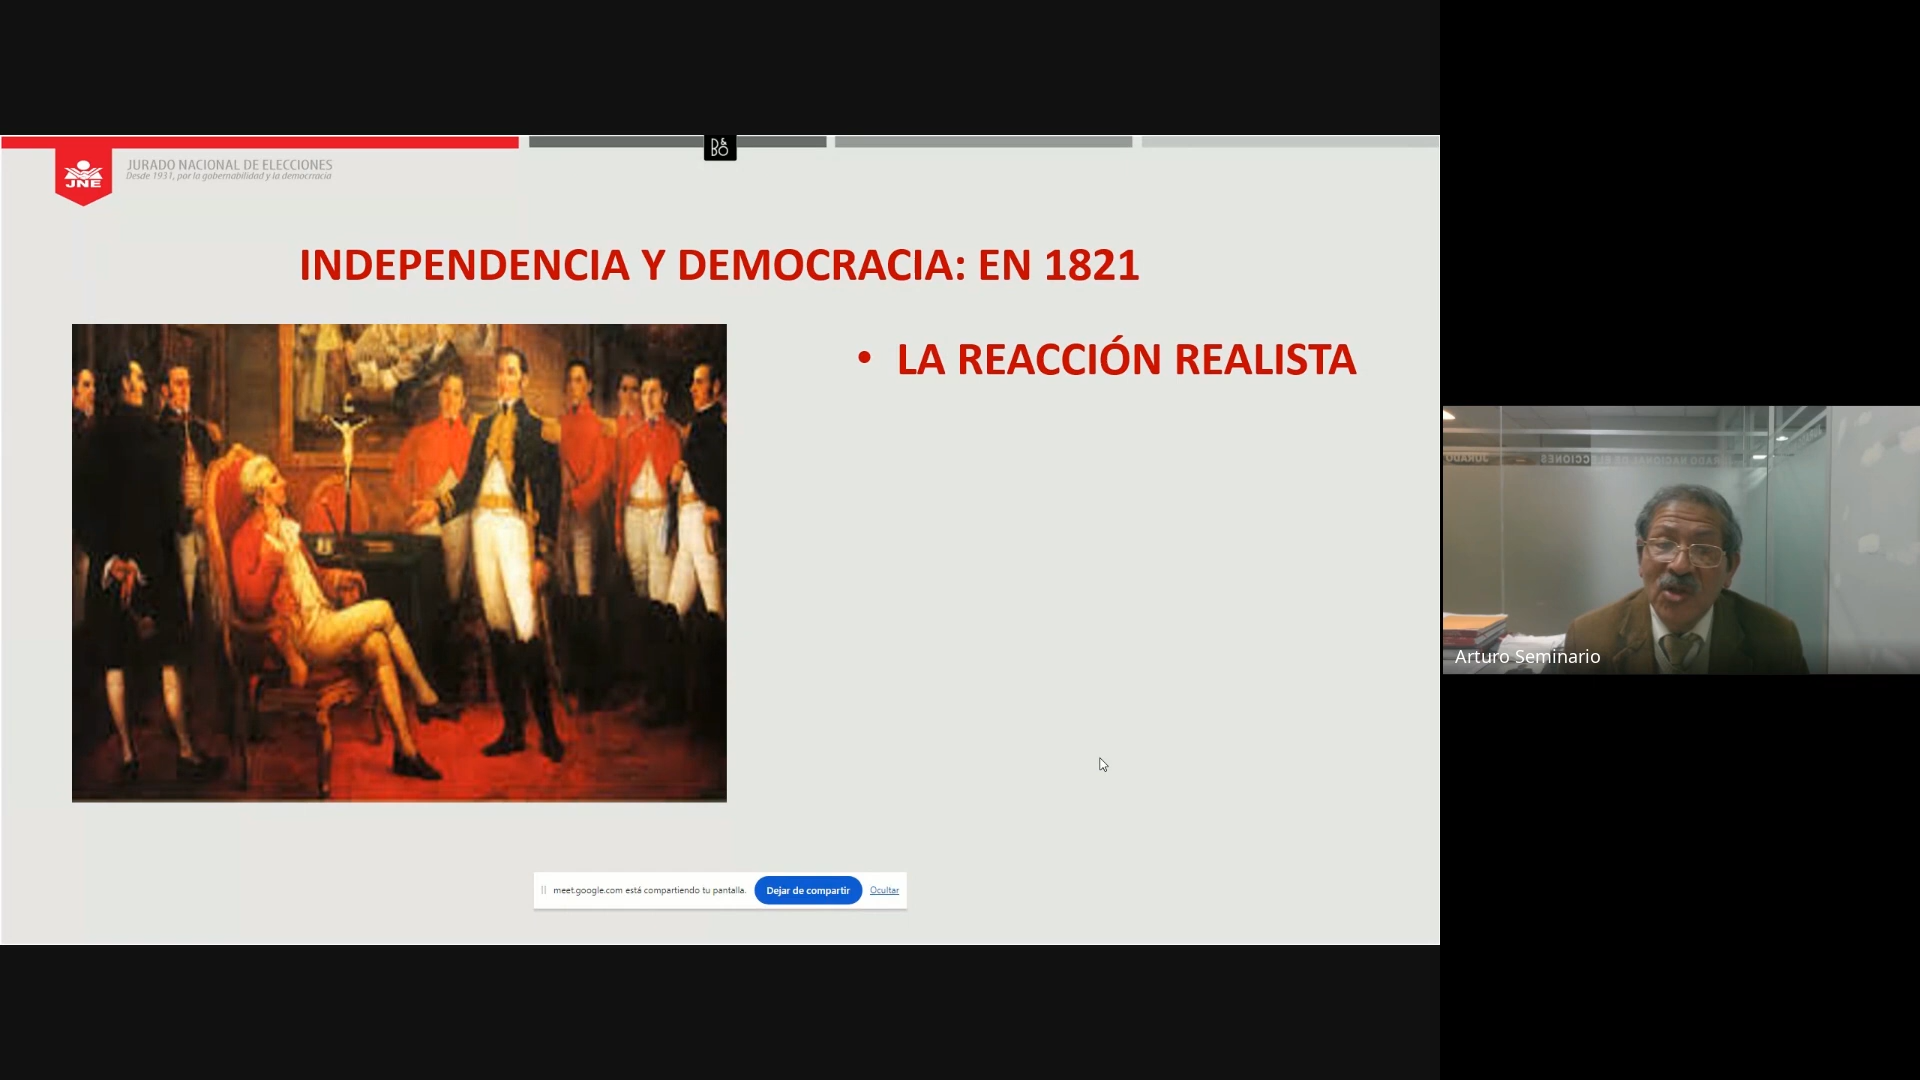 JURADO NACIONAL DE ELECCIONES
Desde 1931, por la gobernabilidad y la democracia
JNE
B&O
INDEPENDENCIA Y DEMOCRACIA: EN 1821
• LA REACCIÓN REALISTA
Arturo Seminario
meet.google.com está compartiendo tu pantalla.
Dejar de compartir
Ocultar